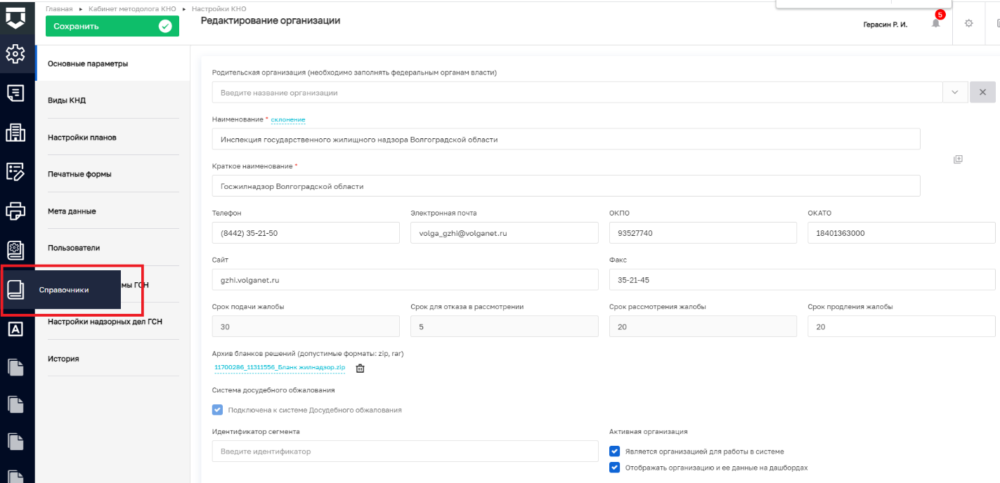 Главная ▸ Кабинет методолога КНО ▸ Настройки КНО
Сохранить
Редактирование организации
Герасин Р. И.
5
Основные параметры
Виды КНД
Настройки планов
Печатные формы
Мета данные
Пользователи
Справочники
мы ГСН
Настройки надзорных дел ГСН
История
Родительская организация (необходимо заполнять федеральным органам власти)
Введите название организации
Наименование * склонение
Инспекция государственного жилищного надзора Волгоградской области
Краткое наименование *
Госжилнадзор Волгоградской области
Телефон Электронная почта ОКПО ОКАТО
(8442) 35-21-50 volga_gzhi@volganet.ru 93527740 18401363000
Сайт Факс
gzhi.volganet.ru 35-21-45
Срок подачи жалобы Срок для отказа в рассмотрении Срок рассмотрения жалобы Срок продления жалобы
30 5 20 20
Архив бланков решений (допустимые форматы: zip, rar)
11700286_11311556_Бланк жилнадзор.zip
Система досудебного обжалования
Подключена к системе Досудебного обжалования
Идентификатор сегмента Активная организация
Введите идентификатор Является организацией для работы в системе
Отображать организацию и ее данные на дашбордах